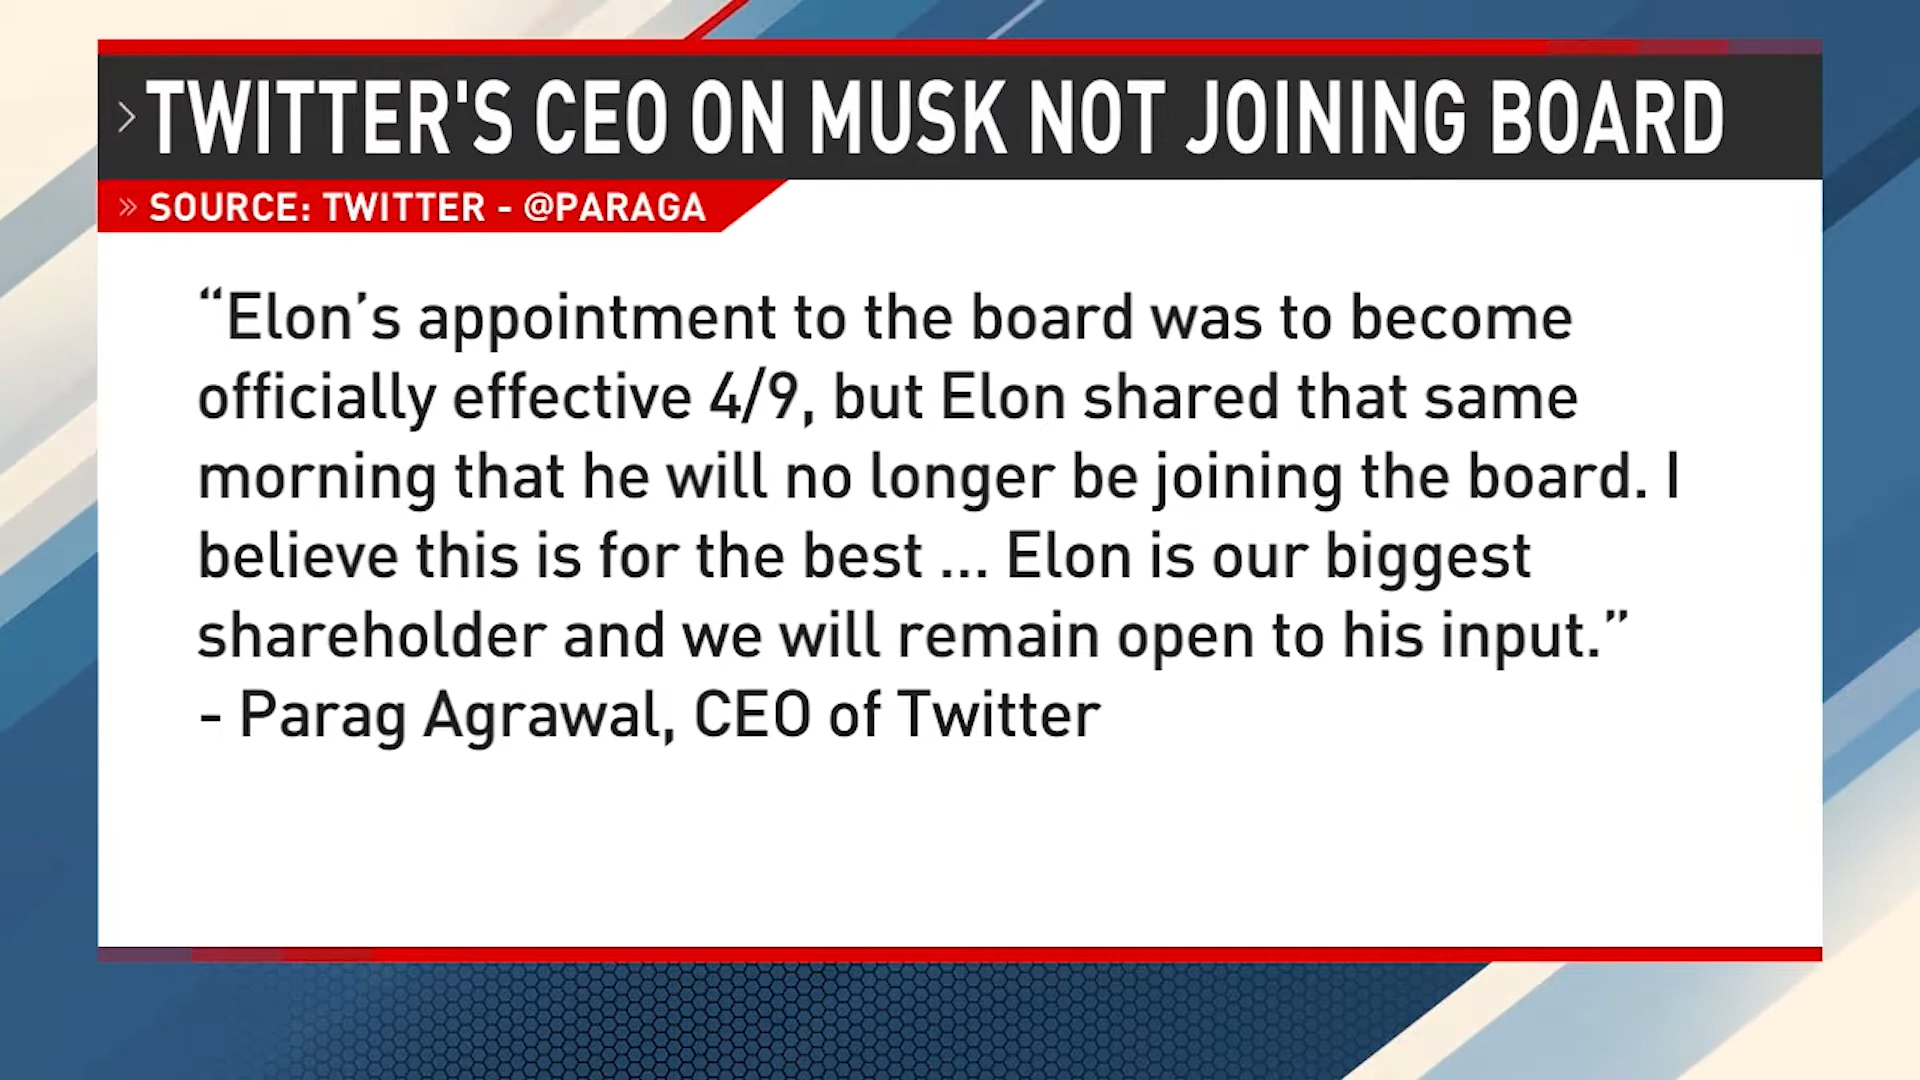 TWITTER'S CEO ON MUSK NOT JOINING BOARD
SOURCE: TWITTER - @PARAGA
“Elon’s appointment to the board was to become
officially effective 4/9, but Elon shared that same
morning that he will no longer be joining the board. I
believe this is for the best ... Elon is our biggest
shareholder and we will remain open to his input.”
- Parag Agrawal, CEO of Twitter